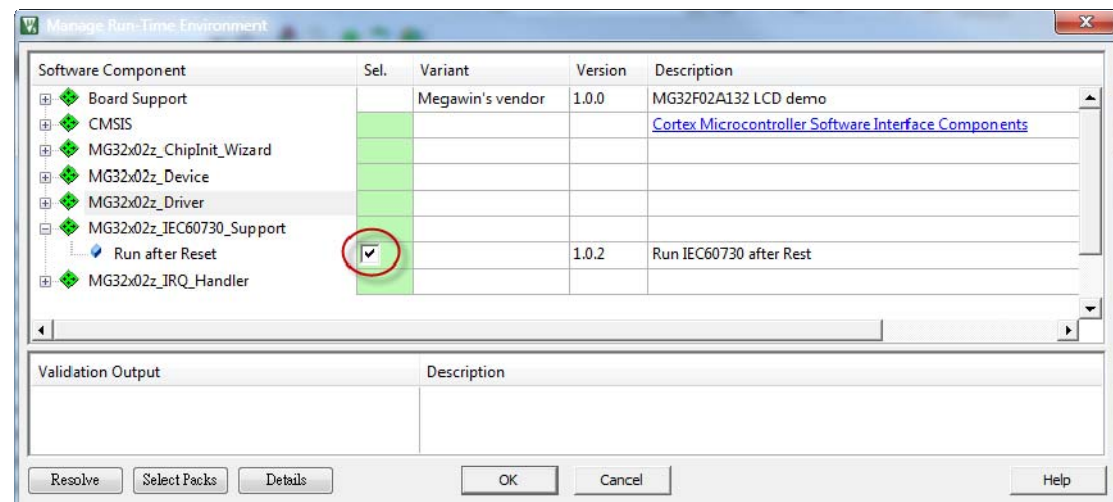 Manage Run-Time Environment
Software Component Sel. Variant Version Description
Board Support Megawin's vendor 1.0.0 MG32F02A132 LCD demo
CMSIS Cortex Microcontroller Software Interface Components
MG32x02z_ChipInit_Wizard
MG32x02z_Device
MG32x02z_Driver
MG32x02z_IEC60730_Support
Run after Reset 1.0.2 Run IEC60730 after Rest
MG32x02z_IRQ_Handler
Validation Output Description
Resolve Select Packs Details OK Cancel Help